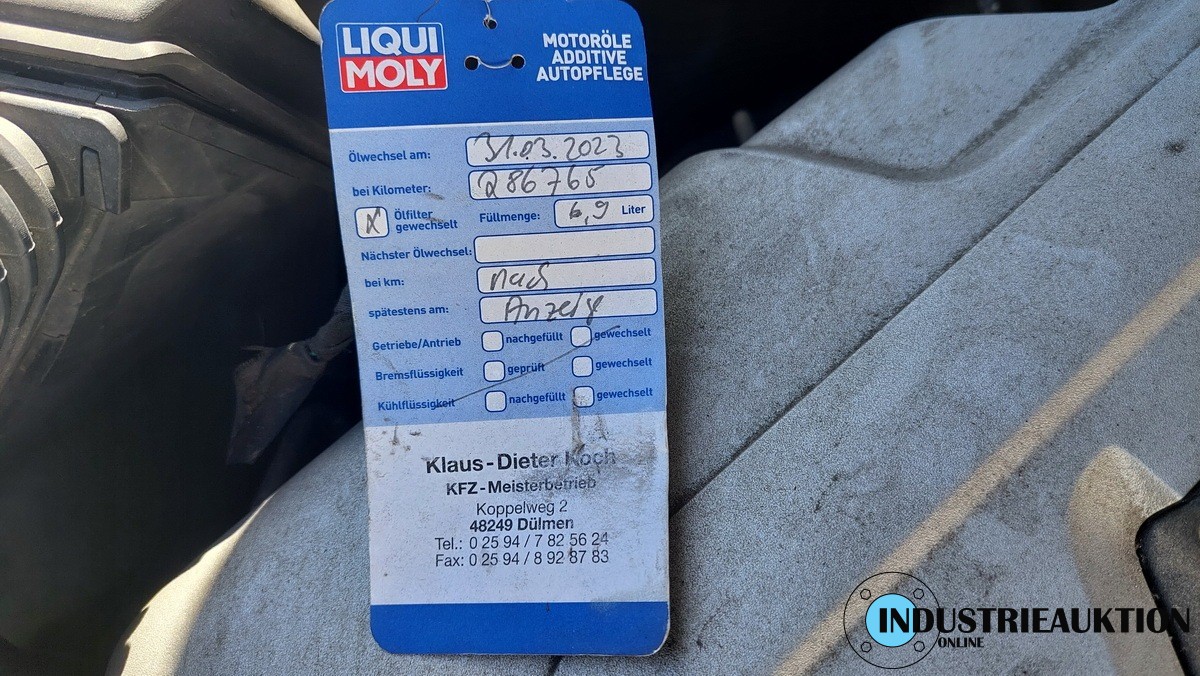 LIQUI
MOLY
MOTORÖLE
ADDITIVE
AUTOPFLEGE
Ölwechsel am: 31.03.2023
bei Kilometer: 286765
X Ölfilter gewechselt Füllmenge: 6,9 Liter
Nächster Ölwechsel:
bei km: nach
spätestens am: Anzeige
Getriebe/Antrieb nachgefüllt gewechselt
Bremsflüssigkeit geprüft gewechselt
Kühlflüssigkeit nachgefüllt gewechselt
Klaus-Dieter Koch
KFZ-Meisterbetrieb
Koppelweg 2
48249 Dülmen
Tel.: 0 25 94 / 7 82 56 24
Fax: 0 25 94 / 8 92 87 83
INDUSTRIEAUKTION
ONLINE